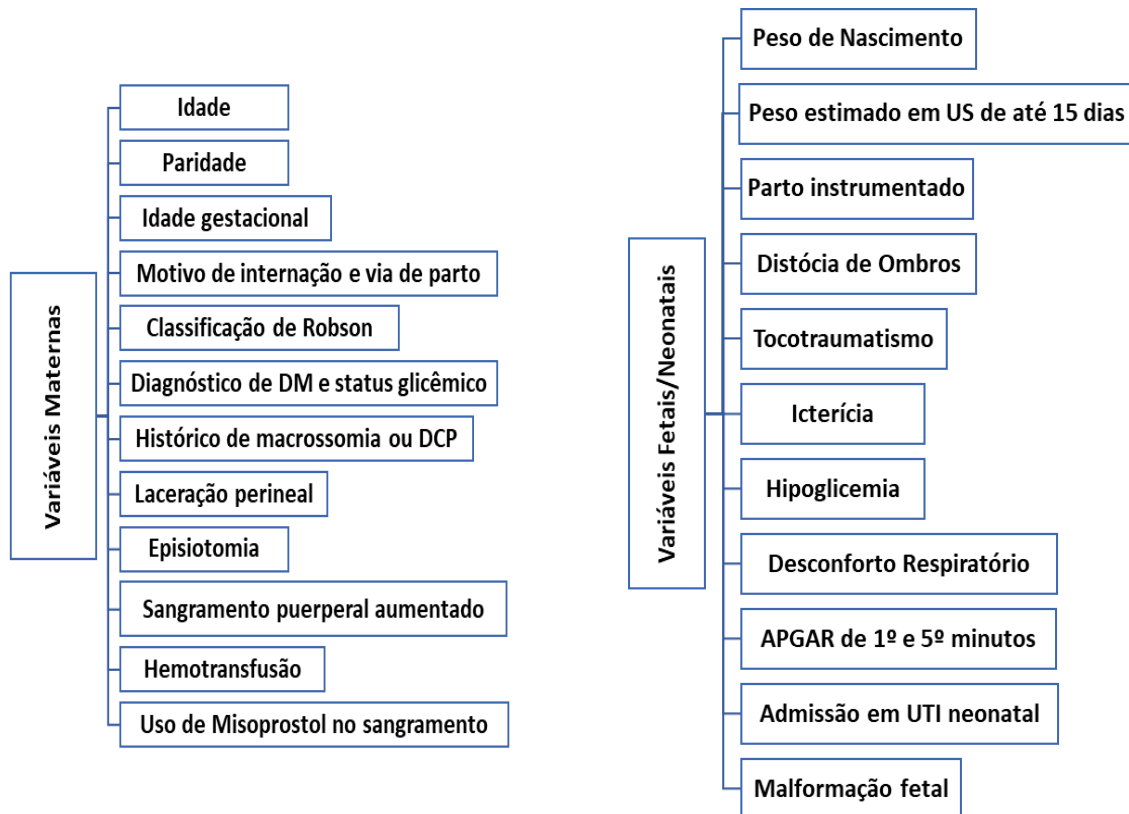 Variáveis Maternas
Idade
Paridade
Idade gestacional
Motivo de internação e via de parto
Classificação de Robson
Diagnóstico de DM e status glicêmico
Histórico de macrossomia ou DCP
Laceração perineal
Episiotomia
Sangramento puerperal aumentado
Hemotransfusão
Uso de Misoprostol no sangramento
Variáveis Fetais/Neonatais
Peso de Nascimento
Peso estimado em US de até 15 dias
Parto instrumentado
Distócia de Ombros
Tocotraumatismo
Icterícia
Hipoglicemia
Desconforto Respiratório
APGAR de 1º e 5º minutos
Admissão em UTI neonatal
Malformação fetal